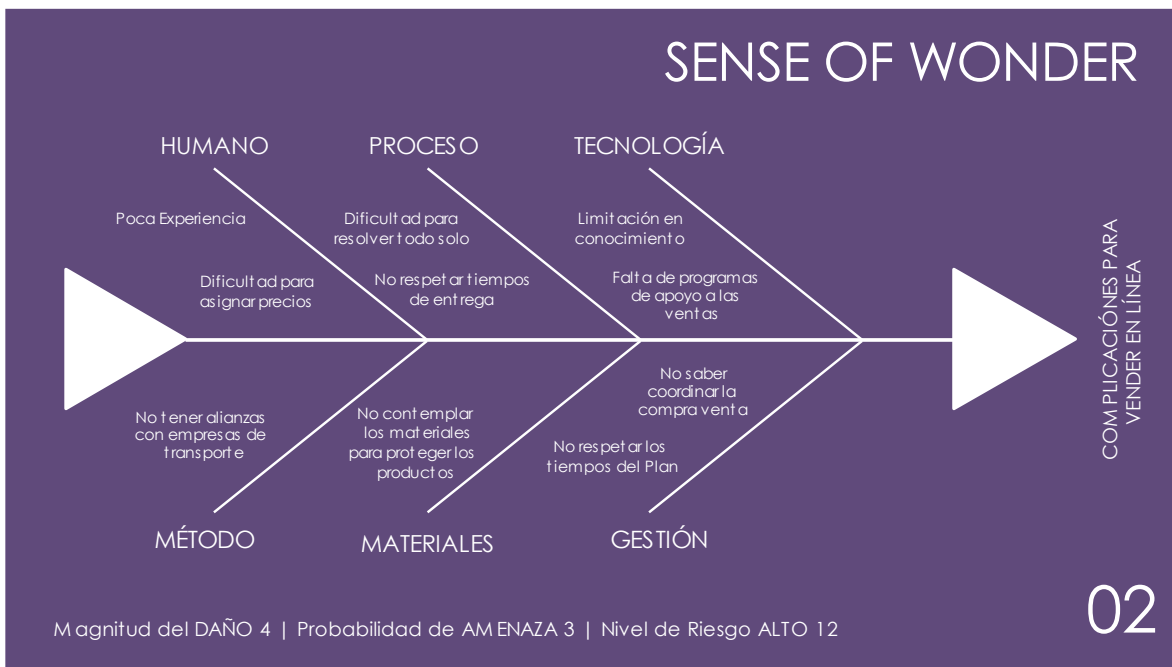 SENSE OF WONDER
HUMANO
PROCESO
TECNOLOGÍA
Poca Experiencia
Dificultad para
asignar precios
Dificultad para
resolver todo solo
No respetar tiempos
de entrega
Limitación en
conocimiento
Falta de programas
de apoyo a las
ventas
No tener alianzas
con empresas de
transporte
No contemplar
los materiales
para proteger los
productos
No saber
coordinar la
compra venta
No respetar los
tiempos del Plan
MÉTODO
MATERIALES
GESTIÓN
COMPLICACIÓNES PARA
VENDER EN LÍNEA
Magnitud del DAÑO 4 | Probabilidad de AMENAZA 3 | Nivel de Riesgo ALTO 12
02